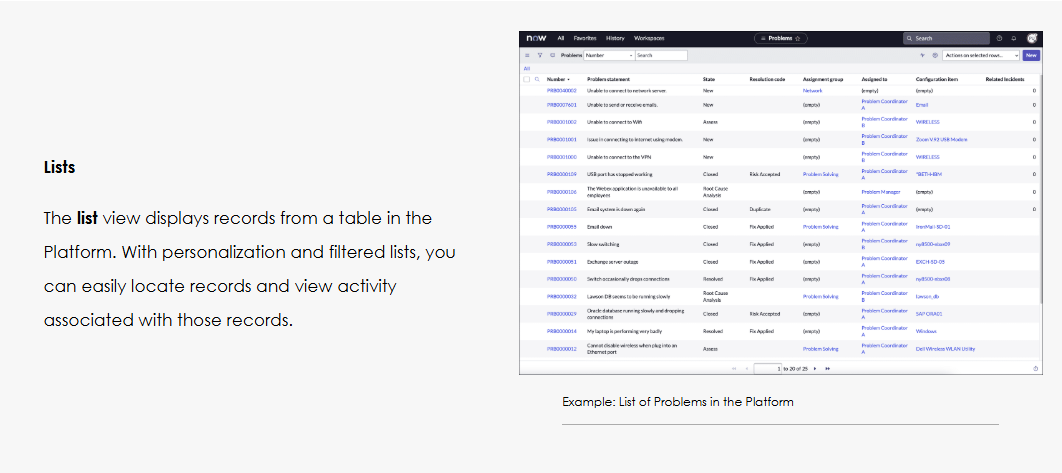 Lists
The list view displays records from a table in the
Platform. With personalization and filtered lists, you
can easily locate records and view activity
associated with those records.
now All Favorites History Workspaces Problems Search
Problems Number Search Actions on selected rows... New
All
Number Problem statement State Resolution code Assignment group Assigned to Configuration item Related Incidents
PRB0040002 Unable to connect to network server. New Network (empty) (empty) 0
PRB0007601 Unable to send or receive emails. New (empty) Problem Coordinator A Email 0
PRB0001002 Unable to connect to Wifi Assess (empty) Problem Coordinator B WIRELESS 0
PRB0001001 Issue in connecting to internet using modem. New (empty) Problem Coordinator B Zoom V.92 USB Modem 0
PRB0001000 Unable to connect to the VPN New (empty) Problem Coordinator B WIRELESS 0
PRB0000109 USB port has stopped working Closed Risk Accepted Problem Solving Problem Coordinator A *BETH-IBM 0
PRB0000106 The Webex application is unavailable to all employees Root Cause Analysis (empty) Problem Manager (empty) 0
PRB0000105 Email system is down again Closed Duplicate (empty) Problem Coordinator A (empty) 0
Email down Closed Fix Applied Problem Solving Problem Coordinator A IronMail-SD-01
PRB0000053 Slow switching Closed Fix Applied (empty) Problem Coordinator B ny8500-nbxs09
PRB0000051 Exchange server outage Closed Fix Applied (empty) Problem Coordinator A EXCH-SD-05
PRB0000050 Switch occasionally drops connections Resolved Fix Applied (empty) Problem Coordinator A ny8500-nbxs08
PRB0000032 Lawson DB seems to be running slowly Root Cause Analysis Problem Solving Problem Coordinator B lawson_db
PRB0000029 Oracle database running slowly and dropping connections Closed Risk Accepted (empty) Problem Coordinator A SAP ORA01
PRB0000014 My laptop is performing very badly Resolved Fix Applied (empty) Problem Coordinator A Windows
PRB0000012 Cannot disable wireless when plug into an Ethernet port Assess Problem Solving Problem Coordinator A Dell Wireless WLAN Utility
1 to 20 of 25
Example: List of Problems in the Platform